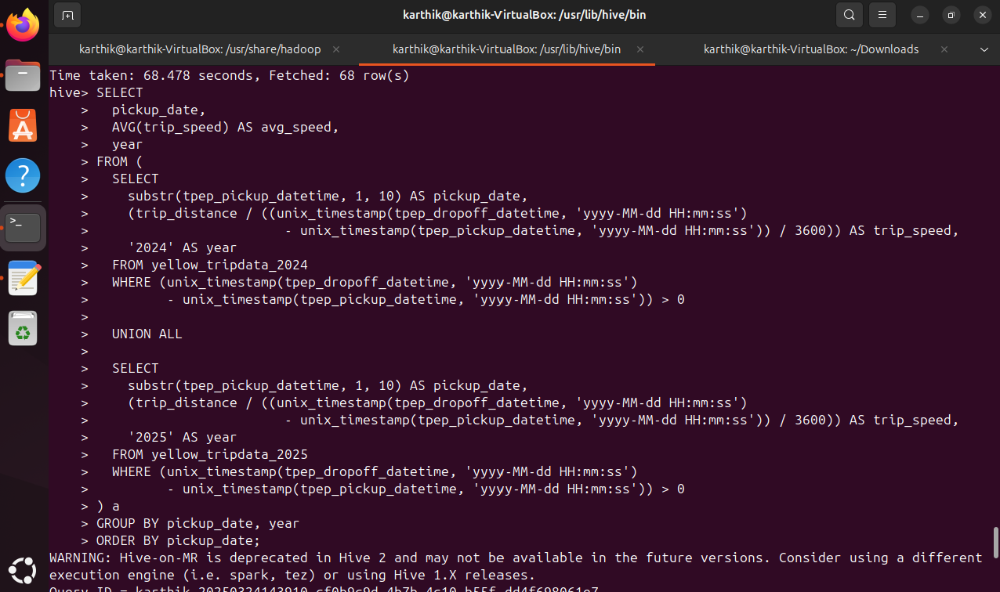 karthik@karthik-VirtualBox: /usr/lib/hive/bin
karthik@karthik-VirtualBox: /usr/share/hadoop
karthik@karthik-VirtualBox: /usr/lib/hive/bin
karthik@karthik-VirtualBox: ~/Downloads
Time taken: 68.478 seconds, Fetched: 68 row(s)
hive> SELECT
    >   pickup_date,
    >   AVG(trip_speed) AS avg_speed,
    >   year
    > FROM (
    >   SELECT
    >     substr(tpep_pickup_datetime, 1, 10) AS pickup_date,
    >     (trip_distance / ((unix_timestamp(tpep_dropoff_datetime, 'yyyy-MM-dd HH:mm:ss')
    >                         - unix_timestamp(tpep_pickup_datetime, 'yyyy-MM-dd HH:mm:ss')) / 3600)) AS trip_speed,
    >     '2024' AS year
    >   FROM yellow_tripdata_2024
    >   WHERE (unix_timestamp(tpep_dropoff_datetime, 'yyyy-MM-dd HH:mm:ss')
    >          - unix_timestamp(tpep_pickup_datetime, 'yyyy-MM-dd HH:mm:ss')) > 0
    >
    >   UNION ALL
    >
    >   SELECT
    >     substr(tpep_pickup_datetime, 1, 10) AS pickup_date,
    >     (trip_distance / ((unix_timestamp(tpep_dropoff_datetime, 'yyyy-MM-dd HH:mm:ss')
    >                         - unix_timestamp(tpep_pickup_datetime, 'yyyy-MM-dd HH:mm:ss')) / 3600)) AS trip_speed,
    >     '2025' AS year
    >   FROM yellow_tripdata_2025
    >   WHERE (unix_timestamp(tpep_dropoff_datetime, 'yyyy-MM-dd HH:mm:ss')
    >          - unix_timestamp(tpep_pickup_datetime, 'yyyy-MM-dd HH:mm:ss')) > 0
    > ) a
    > GROUP BY pickup_date, year
    > ORDER BY pickup_date;
WARNING: Hive-on-MR is deprecated in Hive 2 and may not be available in the future versions. Consider using a different
execution engine (i.e. spark, tez) or using Hive 1.X releases.
Query ID =